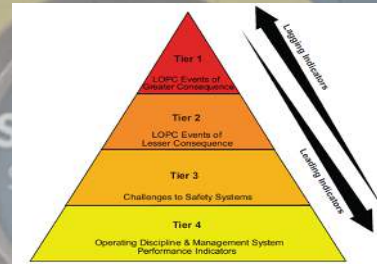 Tier 1
LOPC Events of
Greater Consequence
Tier 2
LOPC Events of
Lesser Consequence
Tier 3
Challenges to Safety Systems
Tier 4
Operating Discipline & Management System
Performance Indicators
Lagging Indicators
Leading Indicators